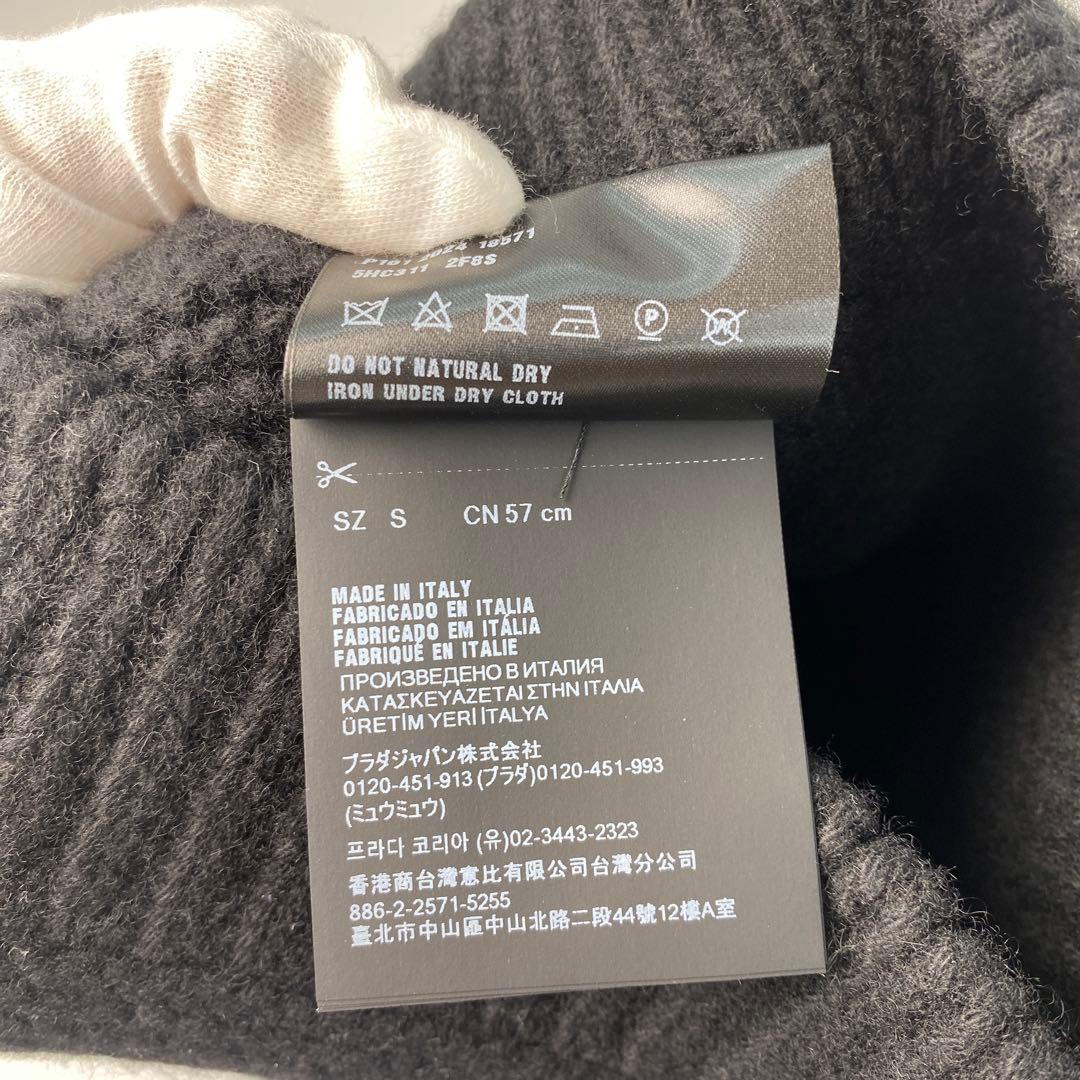 2024 18571
5HC311 2F8S
P
W
DO NOT NATURAL DRY
IRON UNDER DRY CLOTH
SZ S CN 57 cm
MADE IN ITALY
FABRICADO EN ITALIA
FABRICADO EM ITÁLIA
FABRIQUÉ EN ITALIE
ПРОИЗВЕДЕНО В ИТАЛИЯ
ΚΑΤΑΣΚΕΥΑΖΕΤΑΙ ΣΤΗΝ ΙΤΑΛΙΑ
ÜRETİM YERİ İTALYA
プラダジャパン株式会社
0120-451-913 (プラダ)0120-451-993
(ミュウミュウ)
프라다 코리아 (유)02-3443-2323
香港商台灣意比有限公司台灣分公司
886-2-2571-5255
臺北市中山區中山北路二段44號12樓A室